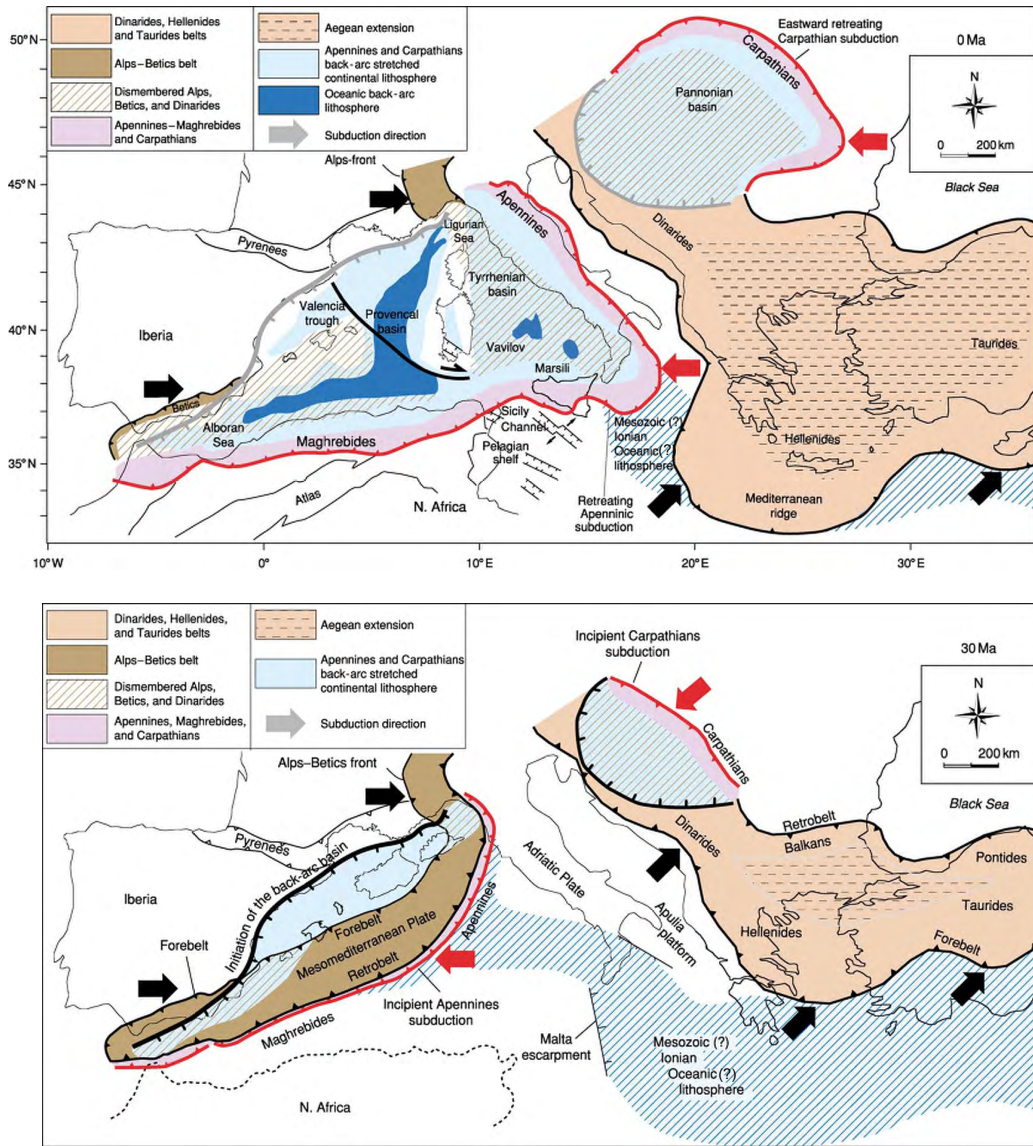 Dinarides, Hellenides
and Taurides belts
Alps–Betics belt
Dismembered Alps,
Betics, and Dinarides
Apennines–Maghrebides
and Carpathians
Aegean extension
Apennines and Carpathians
back-arc stretched
continental lithosphere
Oceanic back-arc
lithosphere
Subduction direction
50°N
45°N
40°N
35°N
10°W
0°
10°E
20°E
30°E
0 Ma
N
0 200 km
Black Sea
Eastward retreating
Carpathian subduction
Carpathians
Pannonian
basin
Alps-front
Pyrenees
Ligurian
Sea
Apennines
Dinarides
Tyrrhenian
basin
Iberia
Valencia
trough
Provencal
basin
Vavilov
Marsili
Taurides
Betics
Alboran
Sea
Maghrebides
Sicily
Channel
Pelagian
shelf
Mesozoic (?)
Ionian
Oceanic(?)
lithosphere
Hellenides
Atlas
N. Africa
Retreating
Apenninic
subduction
Mediterranean
ridge
Dinarides, Hellenides,
and Taurides belts
Alps–Betics belt
Dismembered Alps,
Betics, and Dinarides
Apennines, Maghrebides,
and Carpathians
Aegean extension
Apennines and Carpathians
back-arc stretched
continental lithosphere
Subduction direction
30 Ma
N
0 200 km
Black Sea
Incipient Carpathians
subduction
Carpathians
Alps–Betics front
Pyrenees
Initiation of the back-arc basin
Iberia
Forebelt
Forebelt
Mesomediterranean Plate
Retrobelt
Apennines
Maghrebides
Incipient Apennines
subduction
N. Africa
Adriatic Plate
Apulia
platform
Dinarides
Retrobelt
Balkans
Pontides
Taurides
Hellenides
Forebelt
Malta
escarpment
Mesozoic (?)
Ionian
Oceanic(?)
lithosphere